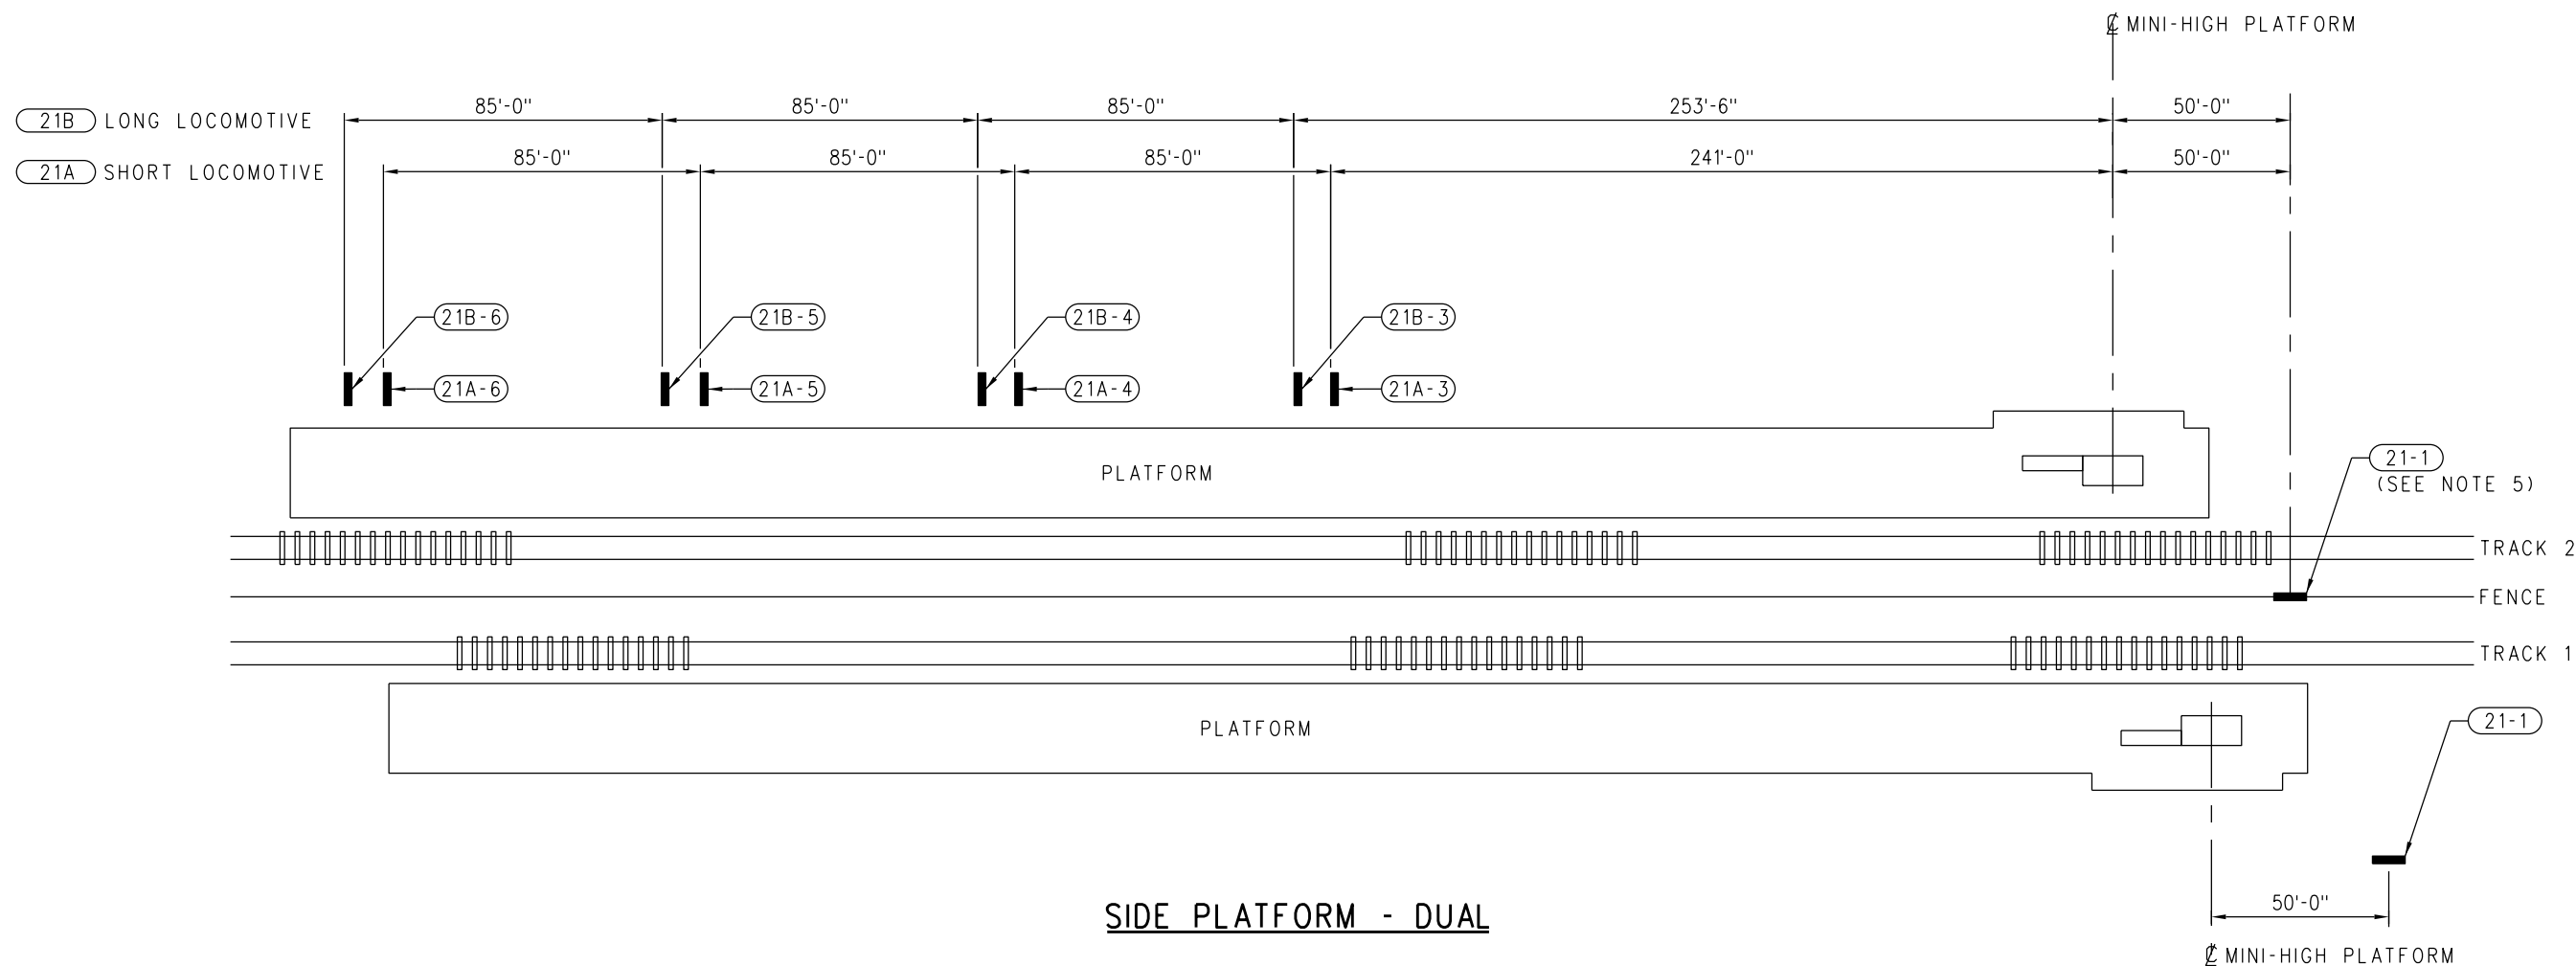 ℄ MINI-HIGH PLATFORM
21B LONG LOCOMOTIVE 85'-0" 85'-0" 85'-0" 253'-6" 50'-0"
21A SHORT LOCOMOTIVE 85'-0" 85'-0" 85'-0" 241'-0" 50'-0"
21B-6 21B-5 21B-4 21B-3
21A-6 21A-5 21A-4 21A-3
21-1
(SEE NOTE 5)
PLATFORM
TRACK 2
FENCE
TRACK 1
PLATFORM
21-1
50'-0"
SIDE PLATFORM - DUAL
℄ MINI-HIGH PLATFORM